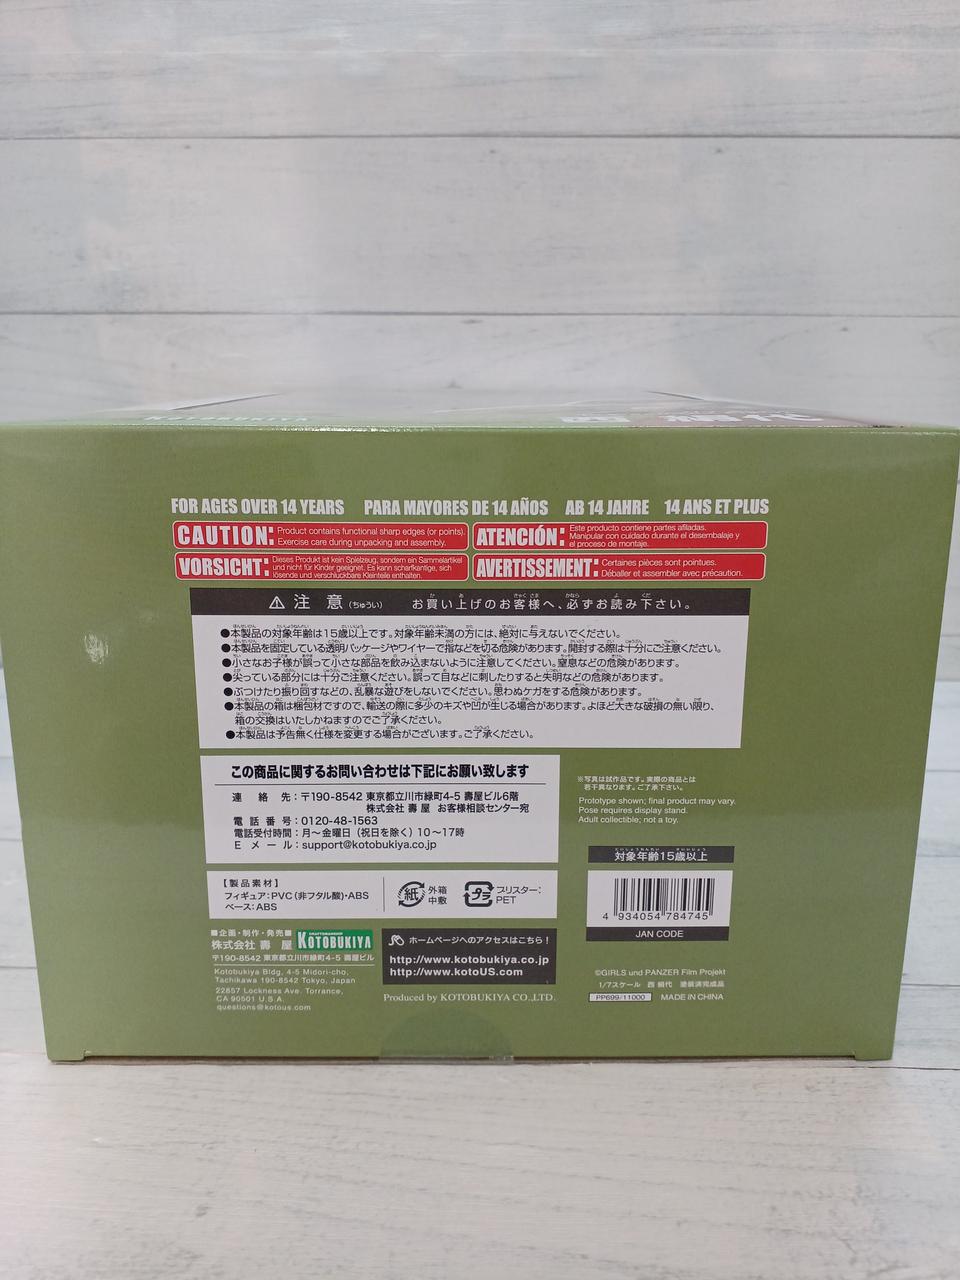 KOTOBUKIYA
西 絹代
FOR AGES OVER 14 YEARS PARA MAYORES DE 14 AÑOS AB 14 JAHRE 14 ANS ET PLUS
CAUTION: Product contains functional sharp edges (or points). Exercise care during unpacking and assembly.
ATENCIÓN: Este producto contiene partes afiladas. Manipular con cuidado durante el desembalaje y el proceso de montaje.
VORSICHT: Dieses Produkt ist kein Spielzeug, sondern ein Sammelartikel und nicht für Kinder geeignet. Es kann scharfkantige, sich lösende und verschluckbare Kleinteile enthalten.
AVERTISSEMENT: Certaines pièces sont pointues. Déballer et assembler avec précaution.
⚠注意(ちゅうい) お買い上げのお客様へ、必ずお読み下さい。
●本製品の対象年齢は15歳以上です。対象年齢未満の方には、絶対に与えないでください。
●本製品を固定している透明パッケージやワイヤーで指などを切る危険があります。開封する際は十分にご注意ください。
●小さなお子様が誤って小さな部品を飲み込まないように注意してください。窒息などの危険があります。
●尖っている部分には十分ご注意ください。誤って目などに刺したりすると失明などの危険があります。
●ぶつけたり振り回すなどの、乱暴な遊びをしないでください。思わぬケガをする危険があります。
●本製品の箱は梱包材ですので、輸送の際に多少のキズや凹が生じる場合があります。よほど大きな破損の無い限り、
箱の交換はいたしかねますのでご了承ください。
●本製品は予告無く仕様を変更する場合がございます。ご了承ください。
この商品に関するお問い合わせは下記にお願い致します
連絡先：〒190-8542 東京都立川市緑町4-5 壽屋ビル6階
株式会社 壽屋 お客様相談センター宛
電話番号：0120-48-1563
電話受付時間：月～金曜日（祝日を除く）10～17時
Eメール：support@kotobukiya.co.jp
※写真は試作品です。実際の商品とは
若干異なります。ご了承下さい。
Prototype shown; final product may vary.
Pose requires display stand.
Adult collectible; not a toy.
対象年齢15歳以上
【製品素材】
フィギュア：PVC（非フタル酸）・ABS
ベース：ABS
紙 外箱
中敷
プラ ブリスター：
PET
4 934054 784745
JAN CODE
■企画・制作・発売■
株式会社 壽屋
CRAFTSMANSHIP
KOTOBUKIYA
〒190-8542 東京都立川市緑町4-5 壽屋ビル
Kotobukiya Bldg, 4-5 Midori-cho,
Tachikawa 190-8542 Tokyo, Japan
22857 Lockness Ave. Torrance,
CA 90501 U.S.A.
questions@kotous.com
ホームページへのアクセスはこちら！
http://www.kotobukiya.co.jp
http://www.kotoUS.com
Produced by KOTOBUKIYA CO.,LTD.
©GIRLS und PANZER Film Projekt
1/7スケール 西 絹代 塗装済完成品
PP699/11000 MADE IN CHINA